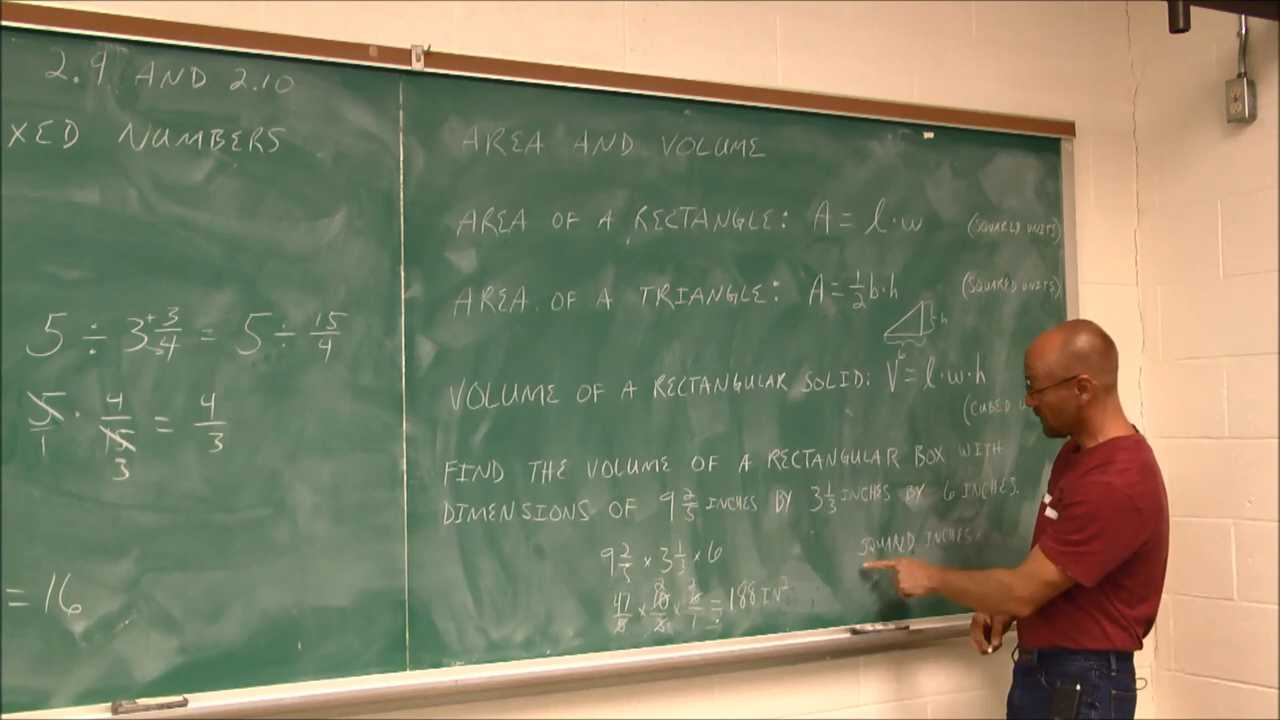 2.9 AND 2.10
XED NUMBERS
5 ÷ 3 3/4 = 5 ÷ 15/4
5/1 · 4/15 = 4/3
3
= 16
AREA AND VOLUME
AREA OF A RECTANGLE: A = l·w (SQUARED UNITS)
AREA OF A TRIANGLE: A = 1/2 b·h (SQUARED UNITS)
h
b
VOLUME OF A RECTANGULAR SOLID: V = l·w·h
(CUBED U
FIND THE VOLUME OF A RECTANGULAR BOX WITH
DIMENSIONS OF 9 2/5 INCHES BY 3 1/3 INCHES BY 6 INCHES.
SQUARD INCHES
9 2/5 × 3 1/3 × 6
47/5 × 10/3 × 6/1 = 188 IN²